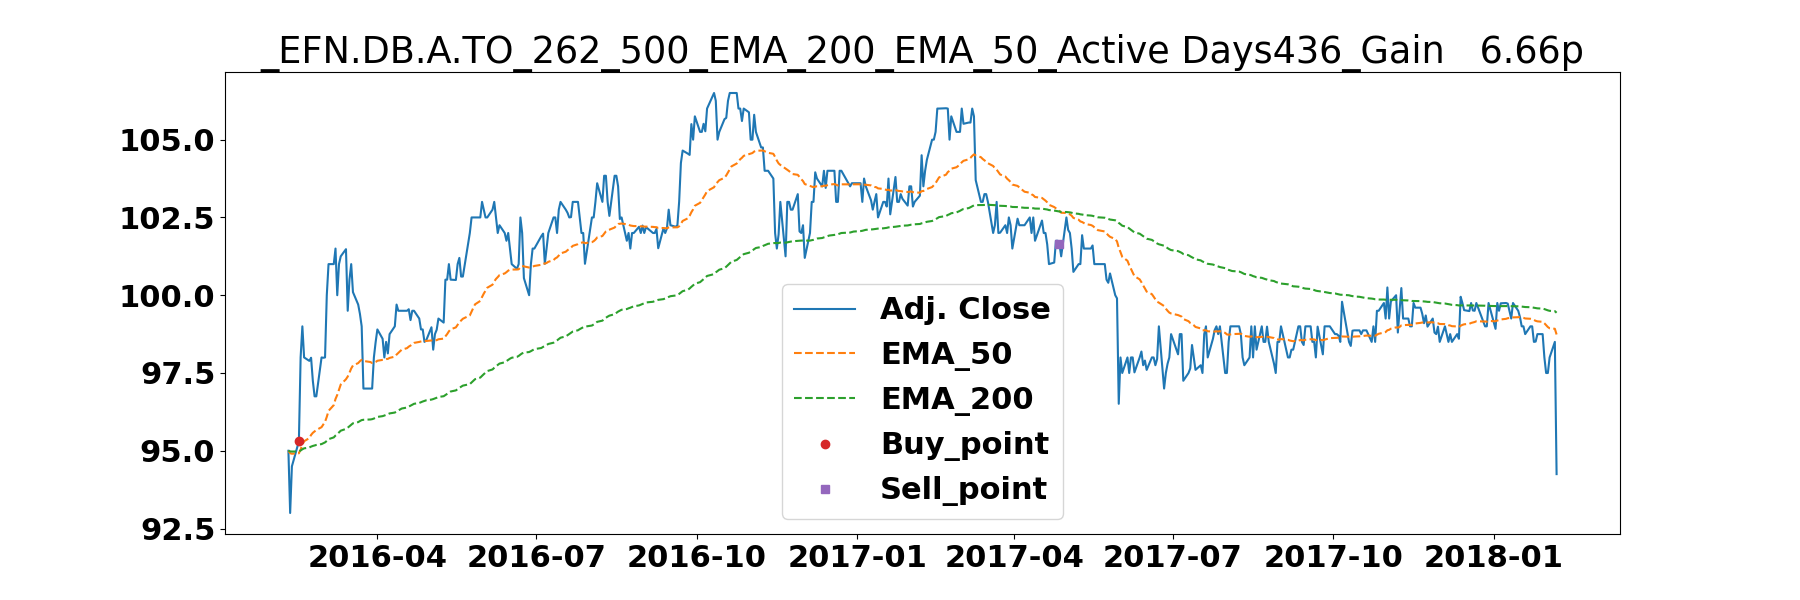 _EFN.DB.A.TO_262_500_EMA_200_EMA_50_Active Days436_Gain   6.66p
105.0
102.5
100.0
97.5
95.0
92.5
Adj. Close
EMA_50
EMA_200
Buy_point
Sell_point
2016-04 2016-07 2016-10 2017-01 2017-04 2017-07 2017-10 2018-01